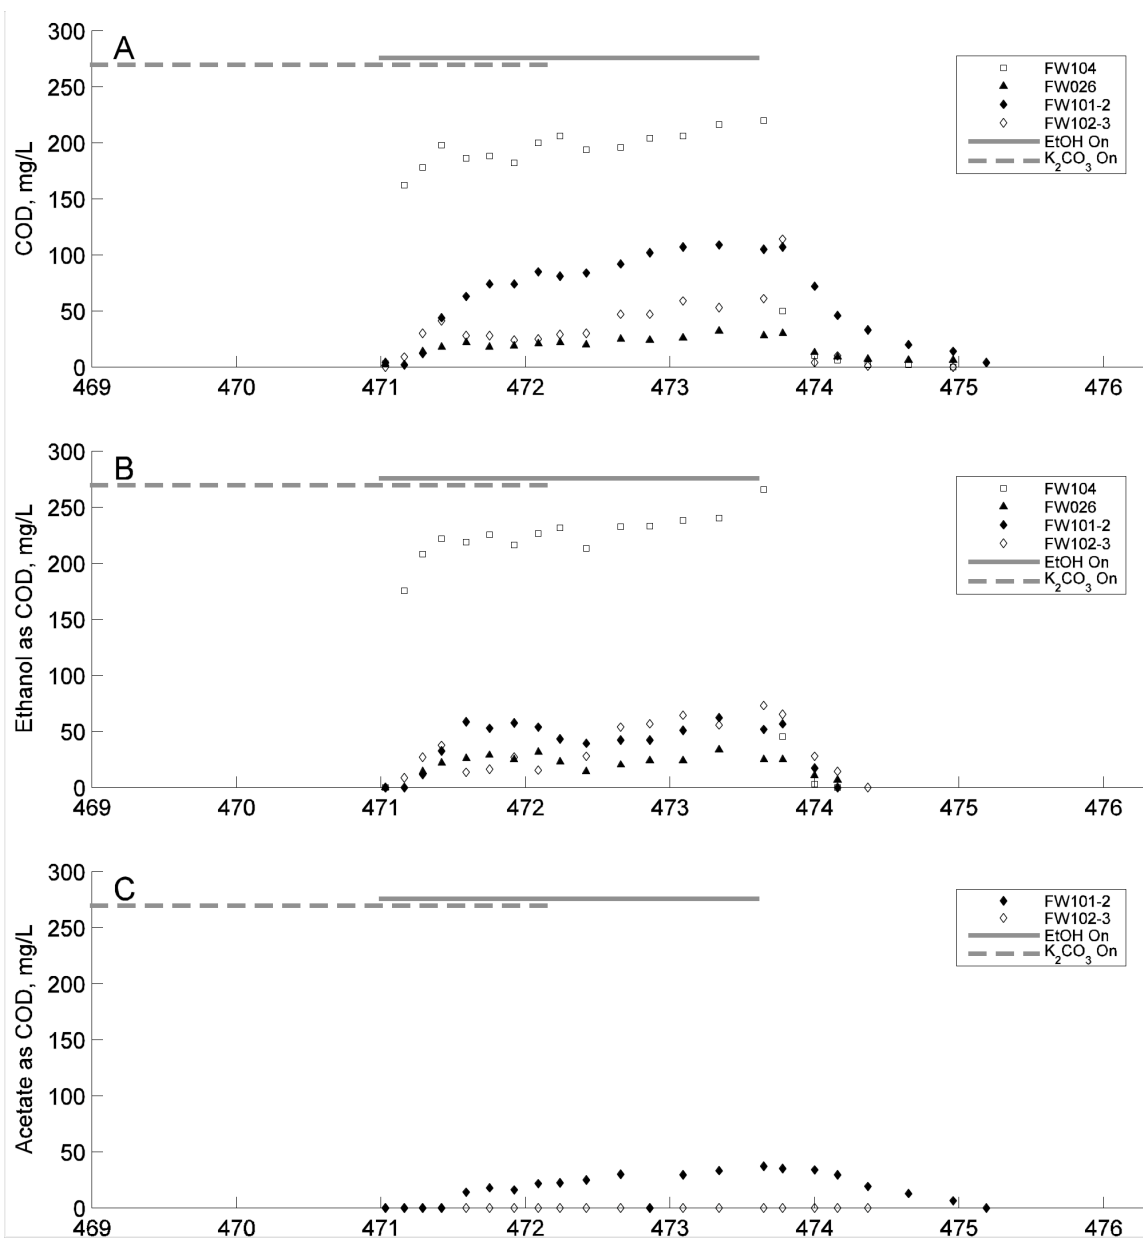 A
300
250
200
150
100
50
0
COD, mg/L
469 470 471 472 473 474 475 476
FW104
FW026
FW101-2
FW102-3
EtOH On
K₂CO₃ On
B
300
250
200
150
100
50
0
Ethanol as COD, mg/L
469 470 471 472 473 474 475 476
FW104
FW026
FW101-2
FW102-3
EtOH On
K₂CO₃ On
C
300
250
200
150
100
50
0
Acetate as COD, mg/L
469 470 471 472 473 474 475 476
FW101-2
FW102-3
EtOH On
K₂CO₃ On